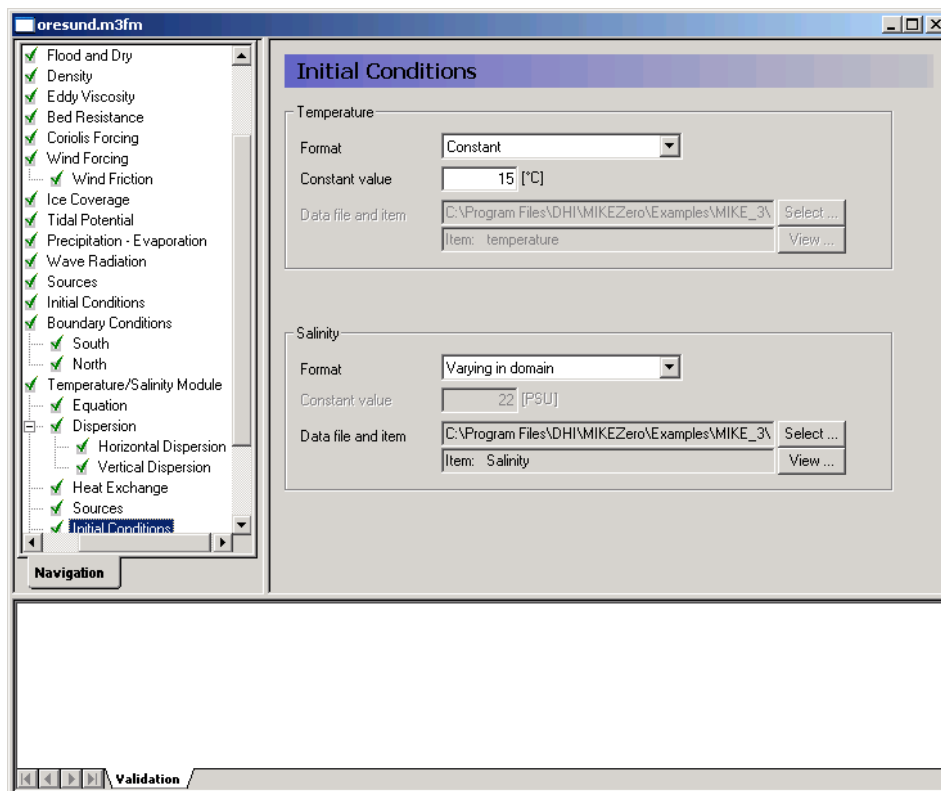 oresund.m3fm
Flood and Dry
Density
Eddy Viscosity
Bed Resistance
Coriolis Forcing
Wind Forcing
Wind Friction
Ice Coverage
Tidal Potential
Precipitation - Evaporation
Wave Radiation
Sources
Initial Conditions
Boundary Conditions
South
North
Temperature/Salinity Module
Equation
Dispersion
Horizontal Dispersion
Vertical Dispersion
Heat Exchange
Sources
Initial Conditions
Navigation
Initial Conditions
Temperature
Format Constant
Constant value 15 [°C]
Data file and item C:\Program Files\DHI\MIKEZero\Examples\MIKE_3\ Select ...
Item: temperature View ...
Salinity
Format Varying in domain
Constant value 22 [PSU]
Data file and item C:\Program Files\DHI\MIKEZero\Examples\MIKE_3\ Select ...
Item: Salinity View ...
Validation